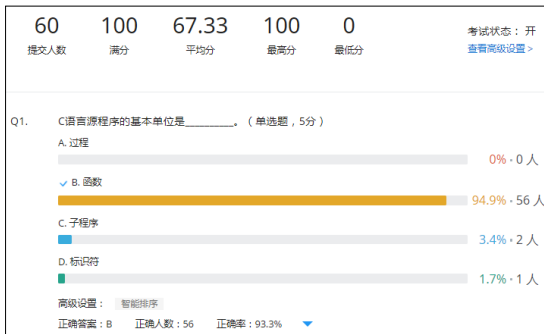 60 100 67.33 100 0
提交人数 满分 平均分 最高分 最低分
考试状态： 开
查看高级设置 >
Q1. C语言源程序的基本单位是________。（ 单选题，5分 ）
A. 过程
0% · 0 人
B. 函数
94.9% · 56 人
C. 子程序
3.4% · 2 人
D. 标识符
1.7% · 1 人
高级设置： 智能排序
正确答案：B 正确人数：56 正确率：93.3%